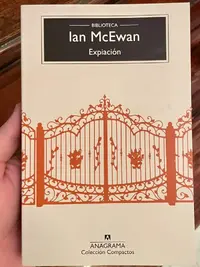 BIBLIOTECA
Ian McEwan
Expiación
A
ANAGRAMA
Colección Compactos